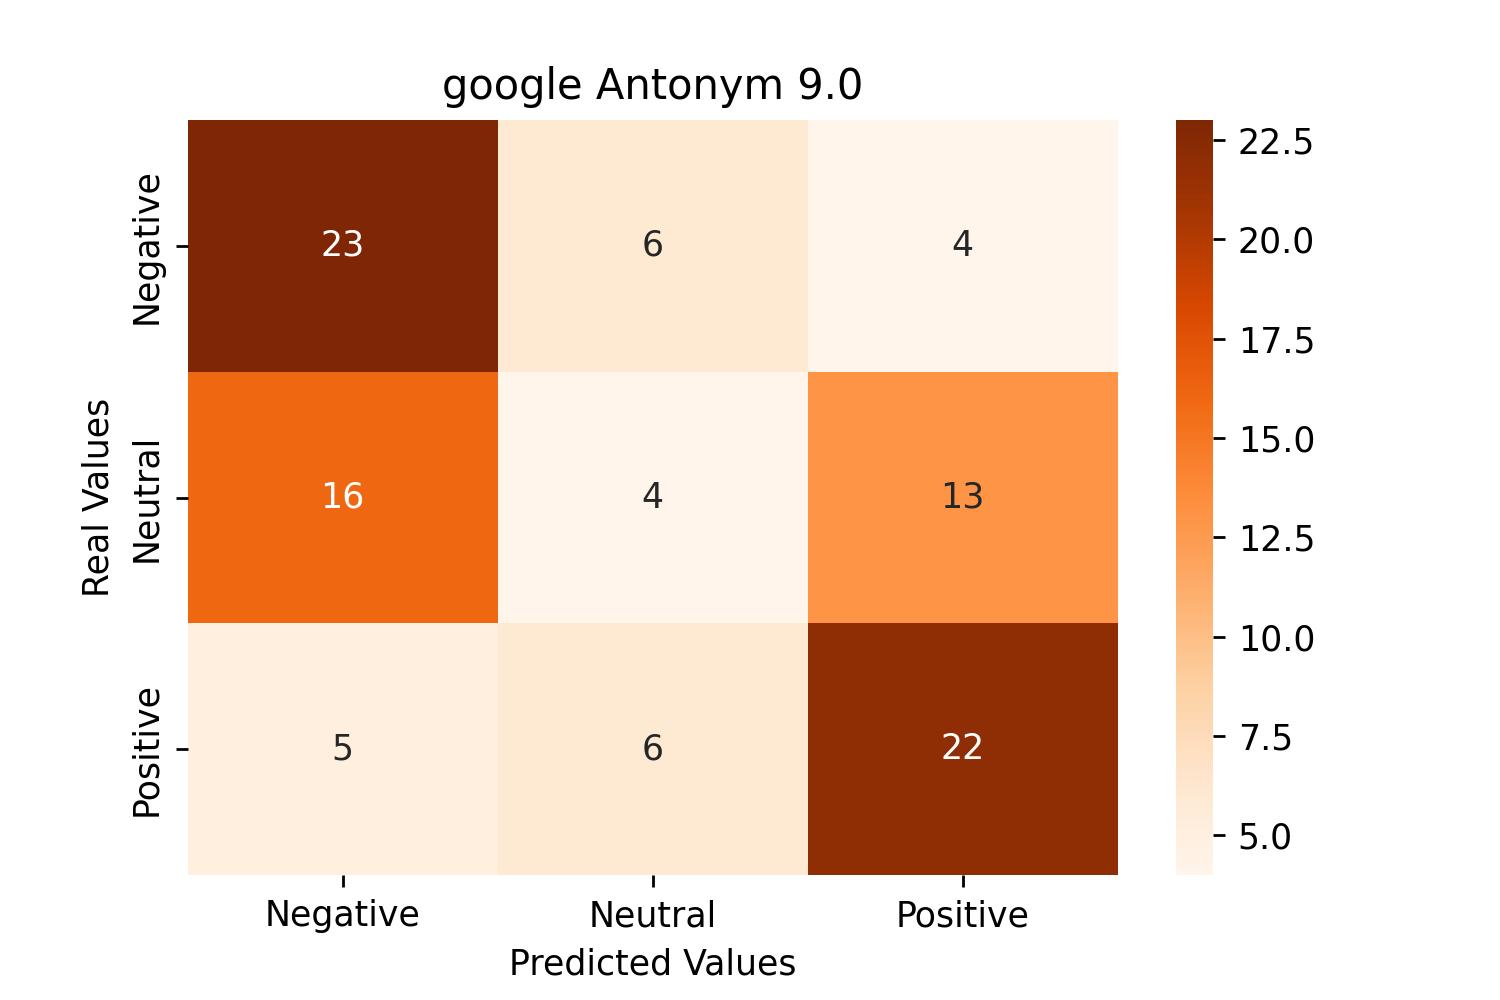 google Antonym 9.0
Real Values
Negative
Neutral
Positive
23 6 4
16 4 13
5 6 22
Negative Neutral Positive
Predicted Values
22.5
20.0
17.5
15.0
12.5
10.0
7.5
5.0